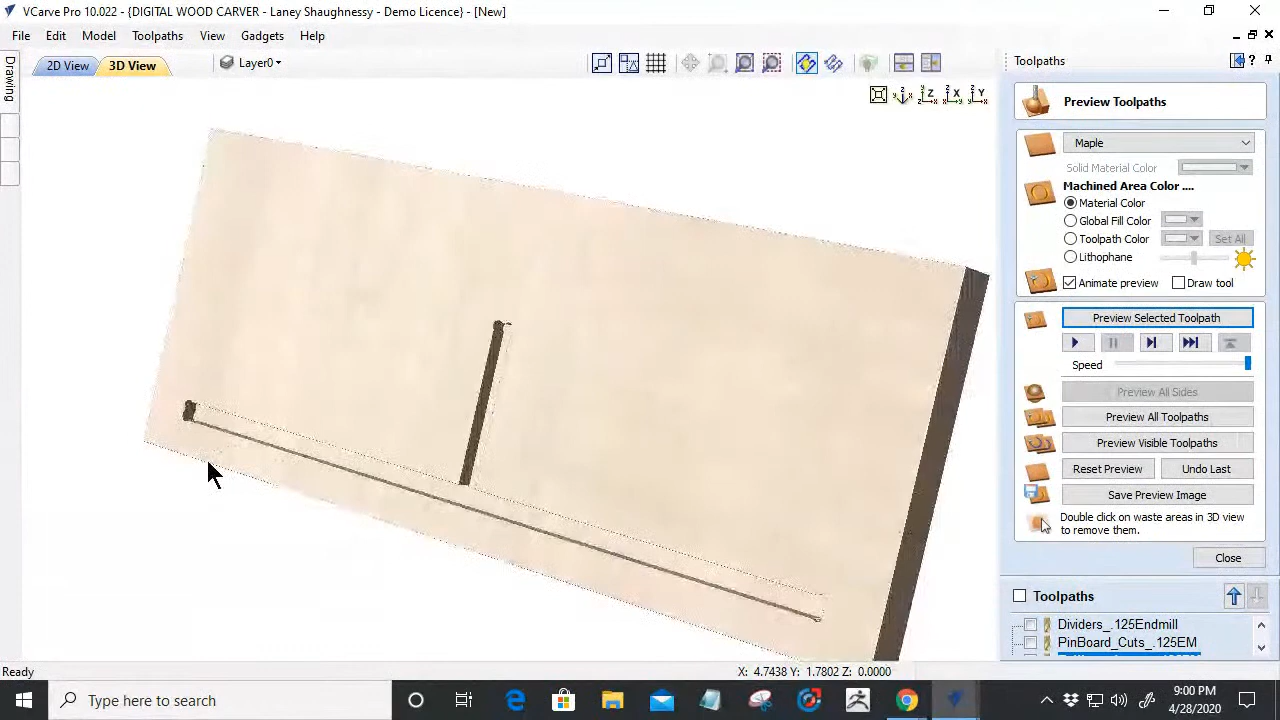 VCarve Pro 10.022 - {DIGITAL WOOD CARVER - Laney Shaughnessy - Demo Licence} - [New]
File Edit Model Toolpaths View Gadgets Help
Drawing
2D View
3D View
Layer0
Z X Y
Toolpaths
Preview Toolpaths
Maple
Solid Material Color
Machined Area Color ....
Material Color
Global Fill Color
Toolpath Color
Set All
Lithophane
Animate preview
Draw tool
Preview Selected Toolpath
Speed
Preview All Sides
Preview All Toolpaths
Preview Visible Toolpaths
Reset Preview
Undo Last
Save Preview Image
Double click on waste areas in 3D view
to remove them.
Close
Toolpaths
Dividers_.125Endmill
PinBoard_Cuts_.125EM
Ready
X: 4.7438 Y: 1.7802 Z: 0.0000
Type here to search
9:00 PM
4/28/2020